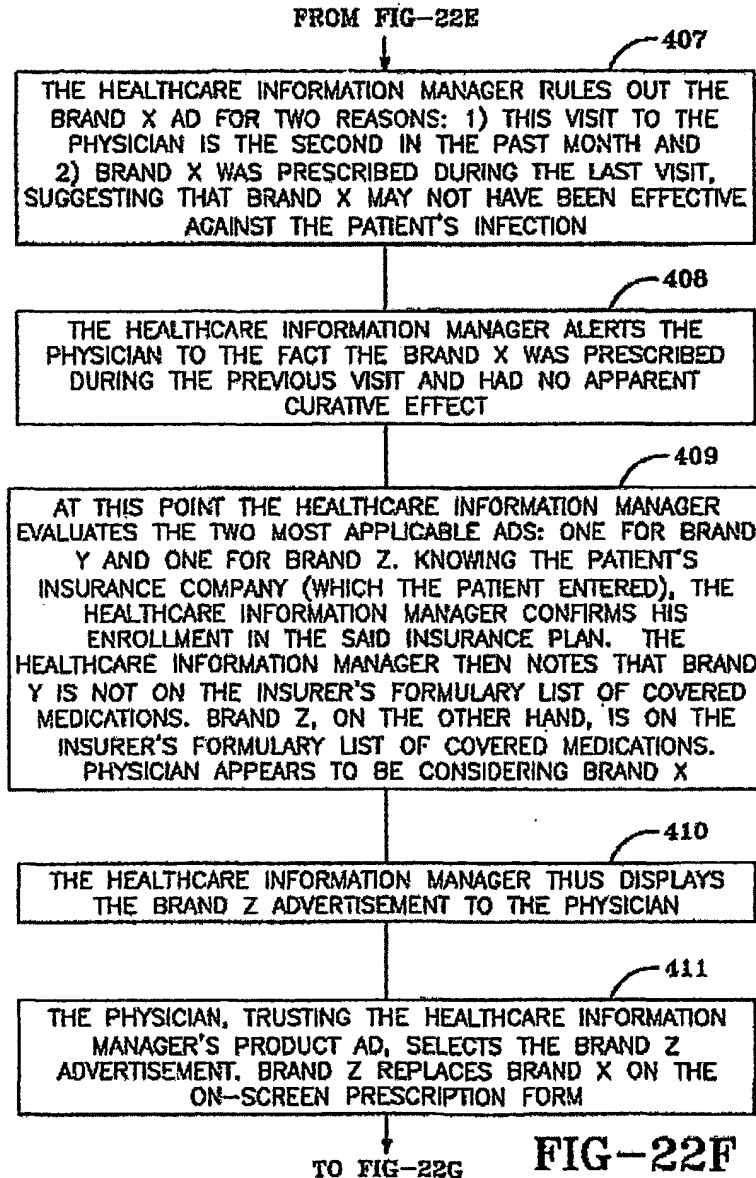 FROM FIG-22E
407
THE HEALTHCARE INFORMATION MANAGER RULES OUT THE
BRAND X AD FOR TWO REASONS: 1) THIS VISIT TO THE
PHYSICIAN IS THE SECOND IN THE PAST MONTH AND
2) BRAND X WAS PRESCRIBED DURING THE LAST VISIT,
SUGGESTING THAT BRAND X MAY NOT HAVE BEEN EFFECTIVE
AGAINST THE PATIENT'S INFECTION
408
THE HEALTHCARE INFORMATION MANAGER ALERTS THE
PHYSICIAN TO THE FACT THE BRAND X WAS PRESCRIBED
DURING THE PREVIOUS VISIT AND HAD NO APPARENT
CURATIVE EFFECT
409
AT THIS POINT THE HEALTHCARE INFORMATION MANAGER
EVALUATES THE TWO MOST APPLICABLE ADS: ONE FOR BRAND
Y AND ONE FOR BRAND Z. KNOWING THE PATIENT'S
INSURANCE COMPANY (WHICH THE PATIENT ENTERED), THE
HEALTHCARE INFORMATION MANAGER CONFIRMS HIS
ENROLLMENT IN THE SAID INSURANCE PLAN. THE
HEALTHCARE INFORMATION MANAGER THEN NOTES THAT BRAND
Y IS NOT ON THE INSURER'S FORMULARY LIST OF COVERED
MEDICATIONS. BRAND Z, ON THE OTHER HAND, IS ON THE
INSURER'S FORMULARY LIST OF COVERED MEDICATIONS.
PHYSICIAN APPEARS TO BE CONSIDERING BRAND X
410
THE HEALTHCARE INFORMATION MANAGER THUS DISPLAYS
THE BRAND Z ADVERTISEMENT TO THE PHYSICIAN
411
THE PHYSICIAN, TRUSTING THE HEALTHCARE INFORMATION
MANAGER'S PRODUCT AD, SELECTS THE BRAND Z
ADVERTISEMENT. BRAND Z REPLACES BRAND X ON THE
ON-SCREEN PRESCRIPTION FORM
TO FIG-22G
FIG-22F